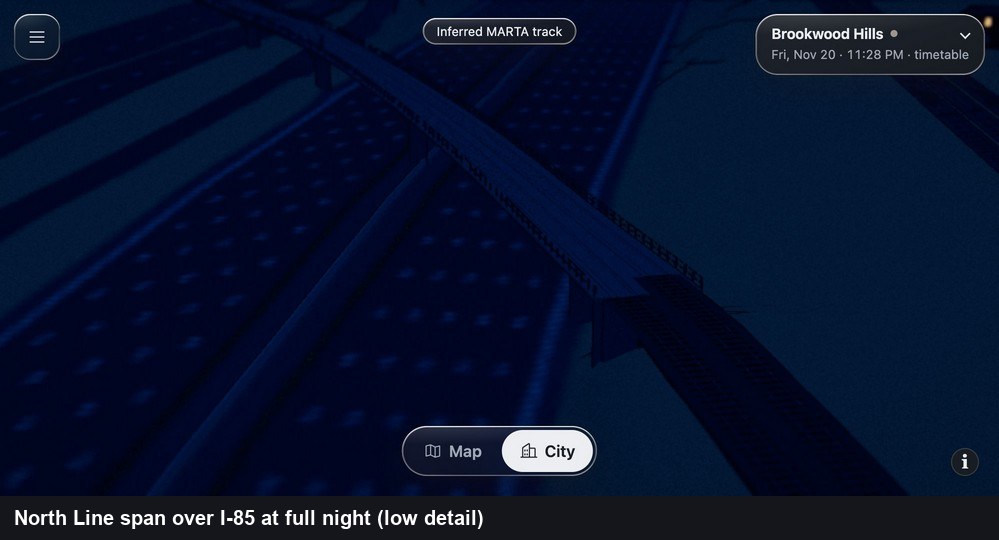 Inferred MARTA track
Brookwood Hills
Fri, Nov 20 · 11:28 PM · timetable
Map
City
North Line span over I-85 at full night (low detail)